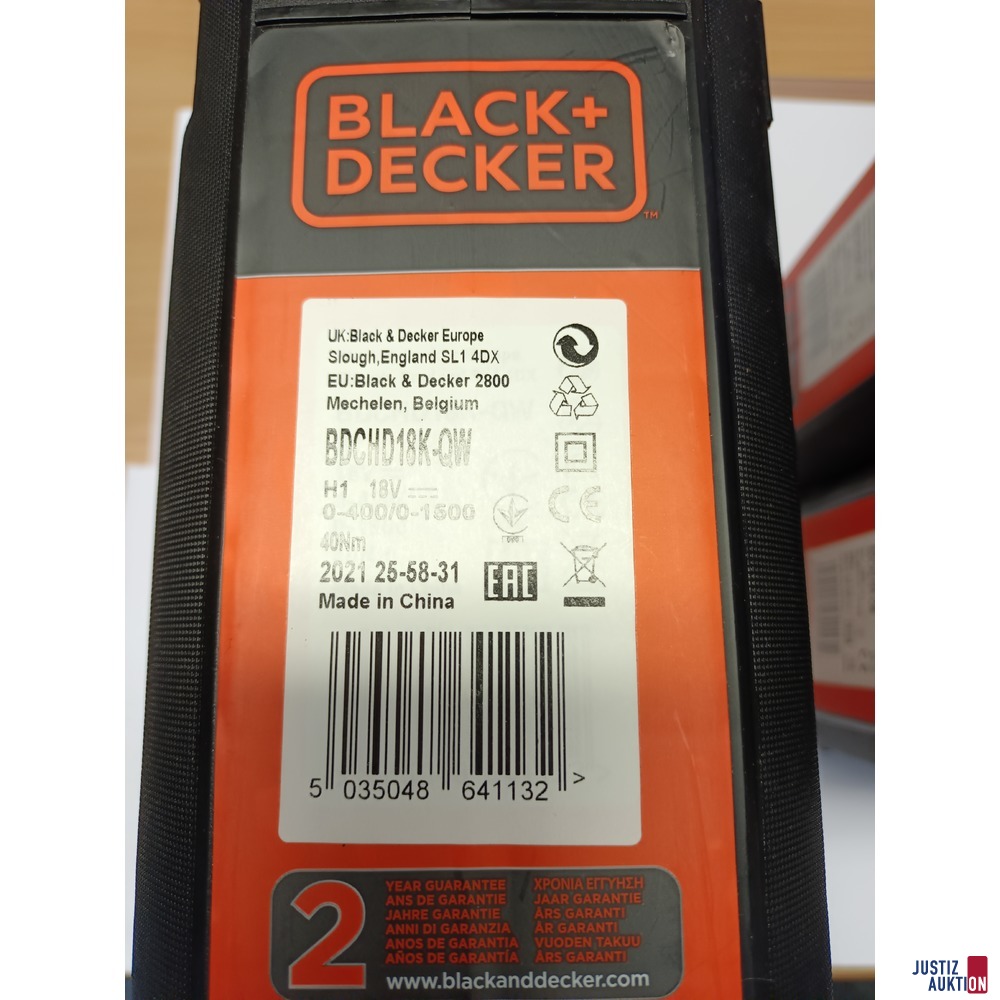 BLACK+
DECKER
™
UK:Black & Decker Europe
Slough,England SL1 4DX
EU:Black & Decker 2800
Mechelen, Belgium
BDCHD18K-QW
H1 18V
0-400/0-1500
40Nm
2021 25-58-31
Made in China
CE
EAC
5 035048 641132 >
2
YEAR GUARANTEE
ANS DE GARANTIE
JAHRE GARANTIE
ANNI DI GARANZIA
ANOS DE GARANTIA
AÑOS DE GARANTÍA
ΧΡΟΝΙΑ ΕΓΓΥΗΣΗ
JAAR GARANTIE
ÅRS GARANTI
ÅR GARANTI
VUODEN TAKUU
ÅRS GARANTI
www.blackanddecker.com
JUSTIZ
AUKTION